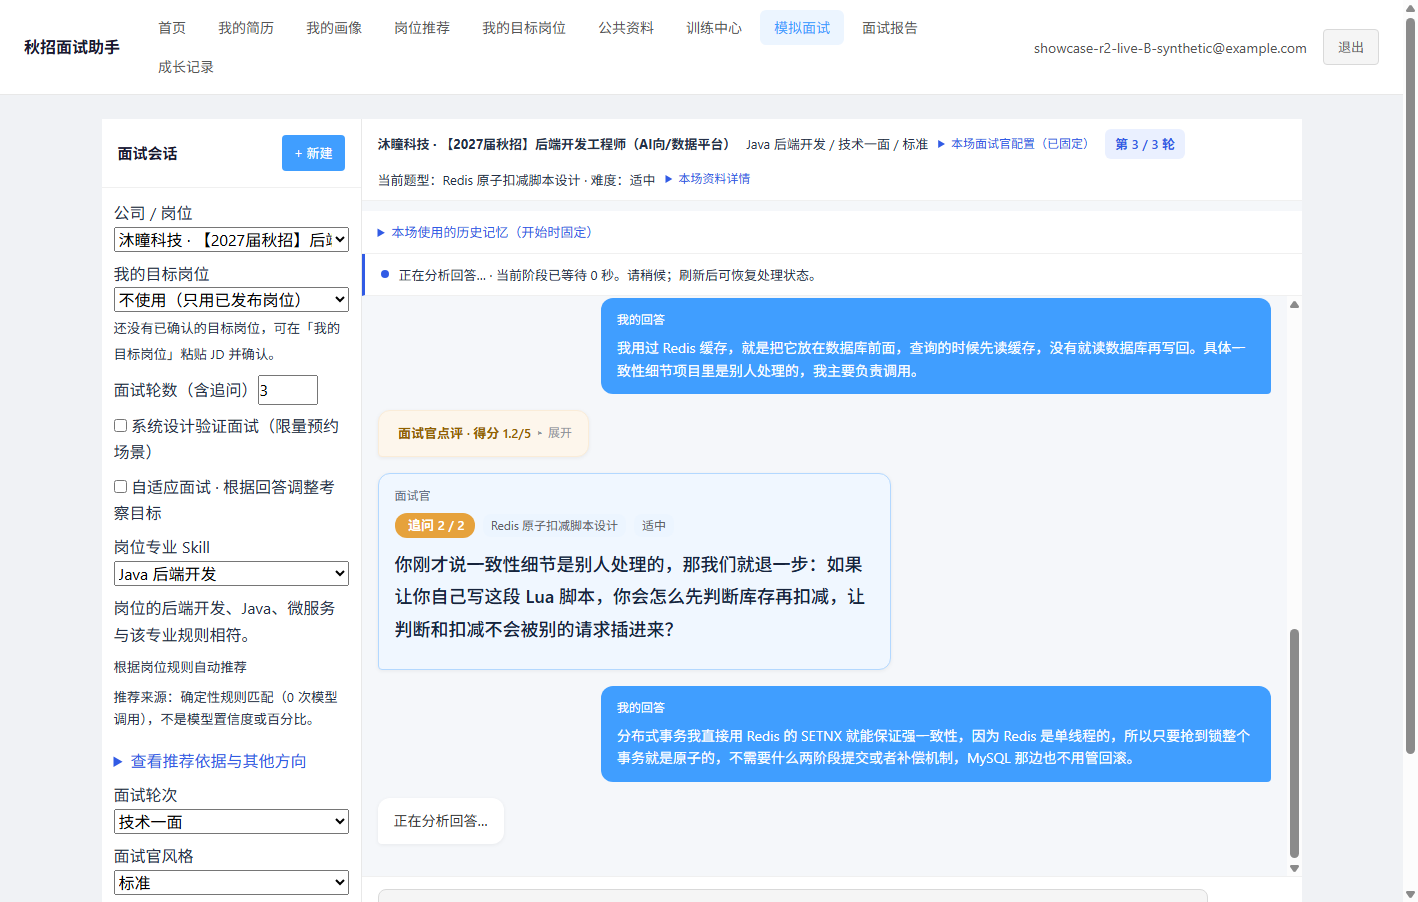 秋招面试助手
首页 我的简历 我的画像 岗位推荐 我的目标岗位 公共资料 训练中心 模拟面试 面试报告
成长记录
showcase-r2-live-B-synthetic@example.com
退出
面试会话
+ 新建
公司 / 岗位
沐瞳科技 · 【2027届秋招】后端
我的目标岗位
不使用（只用已发布岗位）
还没有已确认的目标岗位，可在「我的
目标岗位」粘贴 JD 并确认。
面试轮数（含追问） 3
系统设计验证面试（限量预约
场景）
自适应面试 · 根据回答调整考
察目标
岗位专业 Skill
Java 后端开发
岗位的后端开发、Java、微服务
与该专业规则相符。
根据岗位规则自动推荐
推荐来源：确定性规则匹配（0 次模型
调用），不是模型置信度或百分比。
▶ 查看推荐依据与其他方向
面试轮次
技术一面
面试官风格
标准
沐瞳科技 · 【2027届秋招】后端开发工程师（AI向/数据平台） Java 后端开发 / 技术一面 / 标准 ▶ 本场面试官配置（已固定） 第 3 / 3 轮
当前题型：Redis 原子扣减脚本设计 · 难度：适中 ▶ 本场资料详情
▶ 本场使用的历史记忆（开始时固定）
正在分析回答... · 当前阶段已等待 0 秒。请稍候；刷新后可恢复处理状态。
我的回答
我用过 Redis 缓存，就是把它放在数据库前面，查询的时候先读缓存，没有就读数据库再写回。具体一
致性细节项目里是别人处理的，我主要负责调用。
面试官点评 · 得分 1.2/5 ▸ 展开
面试官
追问 2 / 2 Redis 原子扣减脚本设计 适中
你刚才说一致性细节是别人处理的，那我们就退一步：如果
让你自己写这段 Lua 脚本，你会怎么先判断库存再扣减，让
判断和扣减不会被别的请求插进来？
我的回答
分布式事务我直接用 Redis 的 SETNX 就能保证强一致性，因为 Redis 是单线程的，所以只要抢到锁整个
事务就是原子的，不需要什么两阶段提交或者补偿机制，MySQL 那边也不用管回滚。
正在分析回答...